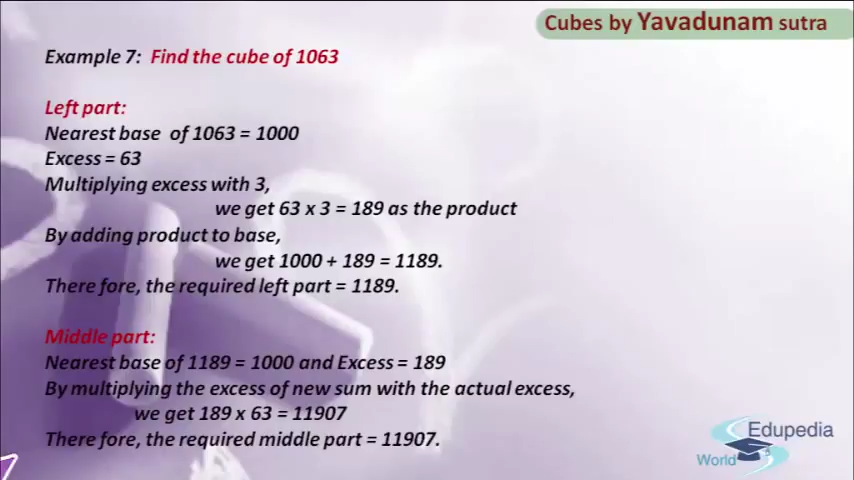 Cubes by Yavadunam sutra
Example 7: Find the cube of 1063
Left part:
Nearest base of 1063 = 1000
Excess = 63
Multiplying excess with 3,
we get 63 x 3 = 189 as the product
By adding product to base,
we get 1000 + 189 = 1189.
There fore, the required left part = 1189.
Middle part:
Nearest base of 1189 = 1000 and Excess = 189
By multiplying the excess of new sum with the actual excess,
we get 189 x 63 = 11907
There fore, the required middle part = 11907.
Edupedia
World